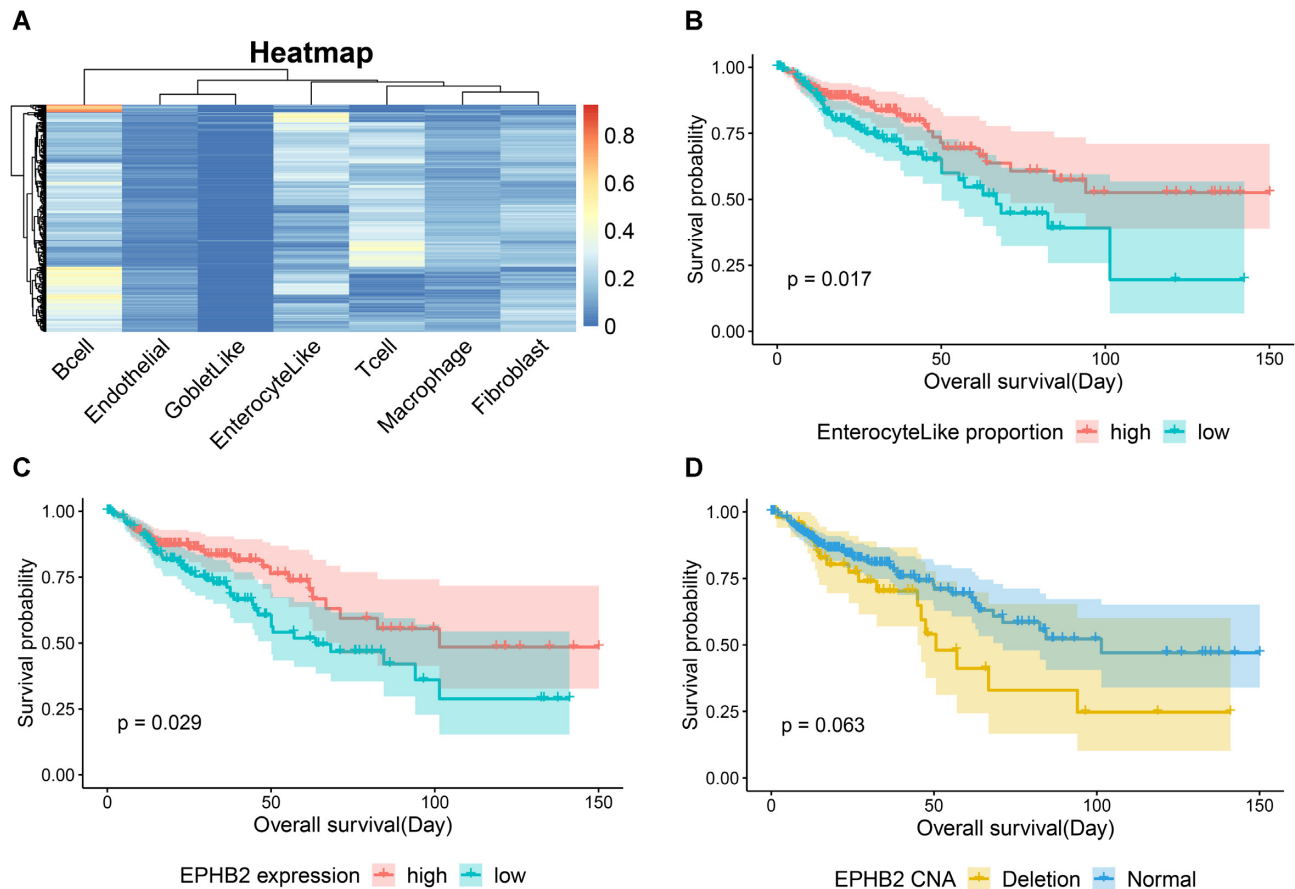 A
Heatmap
0.8
0.6
0.4
0.2
0
Bcell
Endothelial
GobletLike
EnterocyteLike
Tcell
Macrophage
Fibroblast
B
Survival probability
1.00
0.75
0.50
0.25
0.00
p = 0.017
0 50 100 150
Overall survival(Day)
EnterocyteLike proportion high low
C
Survival probability
1.00
0.75
0.50
0.25
0.00
p = 0.029
0 50 100 150
Overall survival(Day)
EPHB2 expression high low
D
Survival probability
1.00
0.75
0.50
0.25
0.00
p = 0.063
0 50 100 150
Overall survival(Day)
EPHB2 CNA Deletion Normal